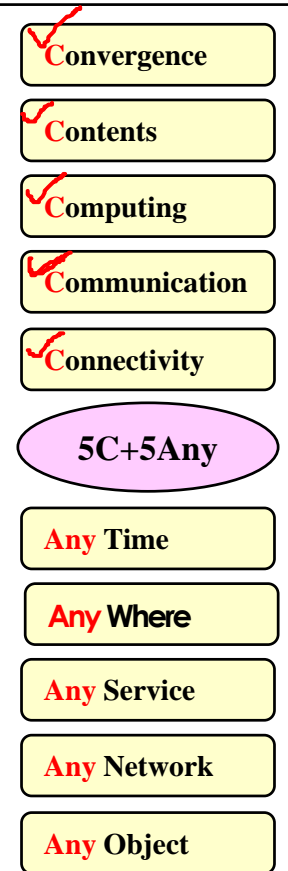 Convergence
Contents
Computing
Communication
Connectivity
5C+5Any
Any Time
Any Where
Any Service
Any Network
Any Object